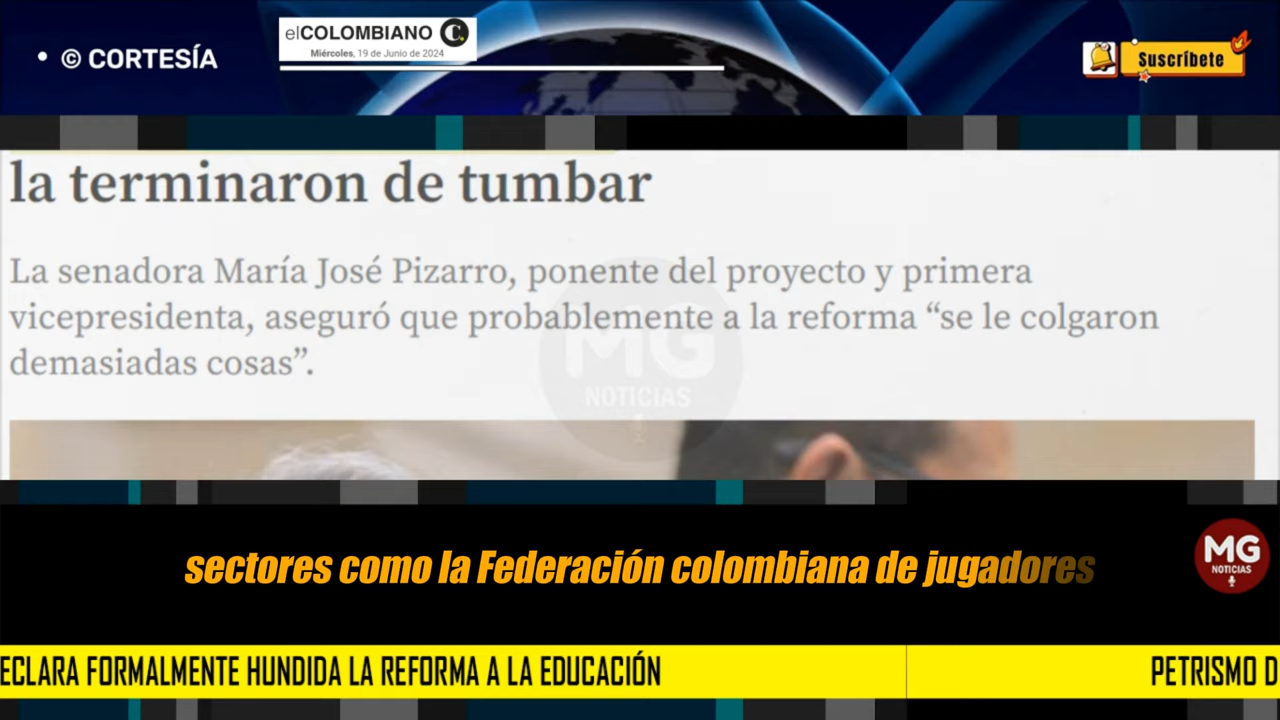 • © CORTESÍA
elCOLOMBIANO C
Miércoles, 19 de Junio de 2024
Suscríbete
la terminaron de tumbar
La senadora María José Pizarro, ponente del proyecto y primera
vicepresidenta, aseguró que probablemente a la reforma “se le colgaron
demasiadas cosas”.
MG
NOTICIAS
sectores como la Federación colombiana de jugadores
MG
NOTICIAS
ECLARA FORMALMENTE HUNDIDA LA REFORMA A LA EDUCACIÓN
PETRISMO D